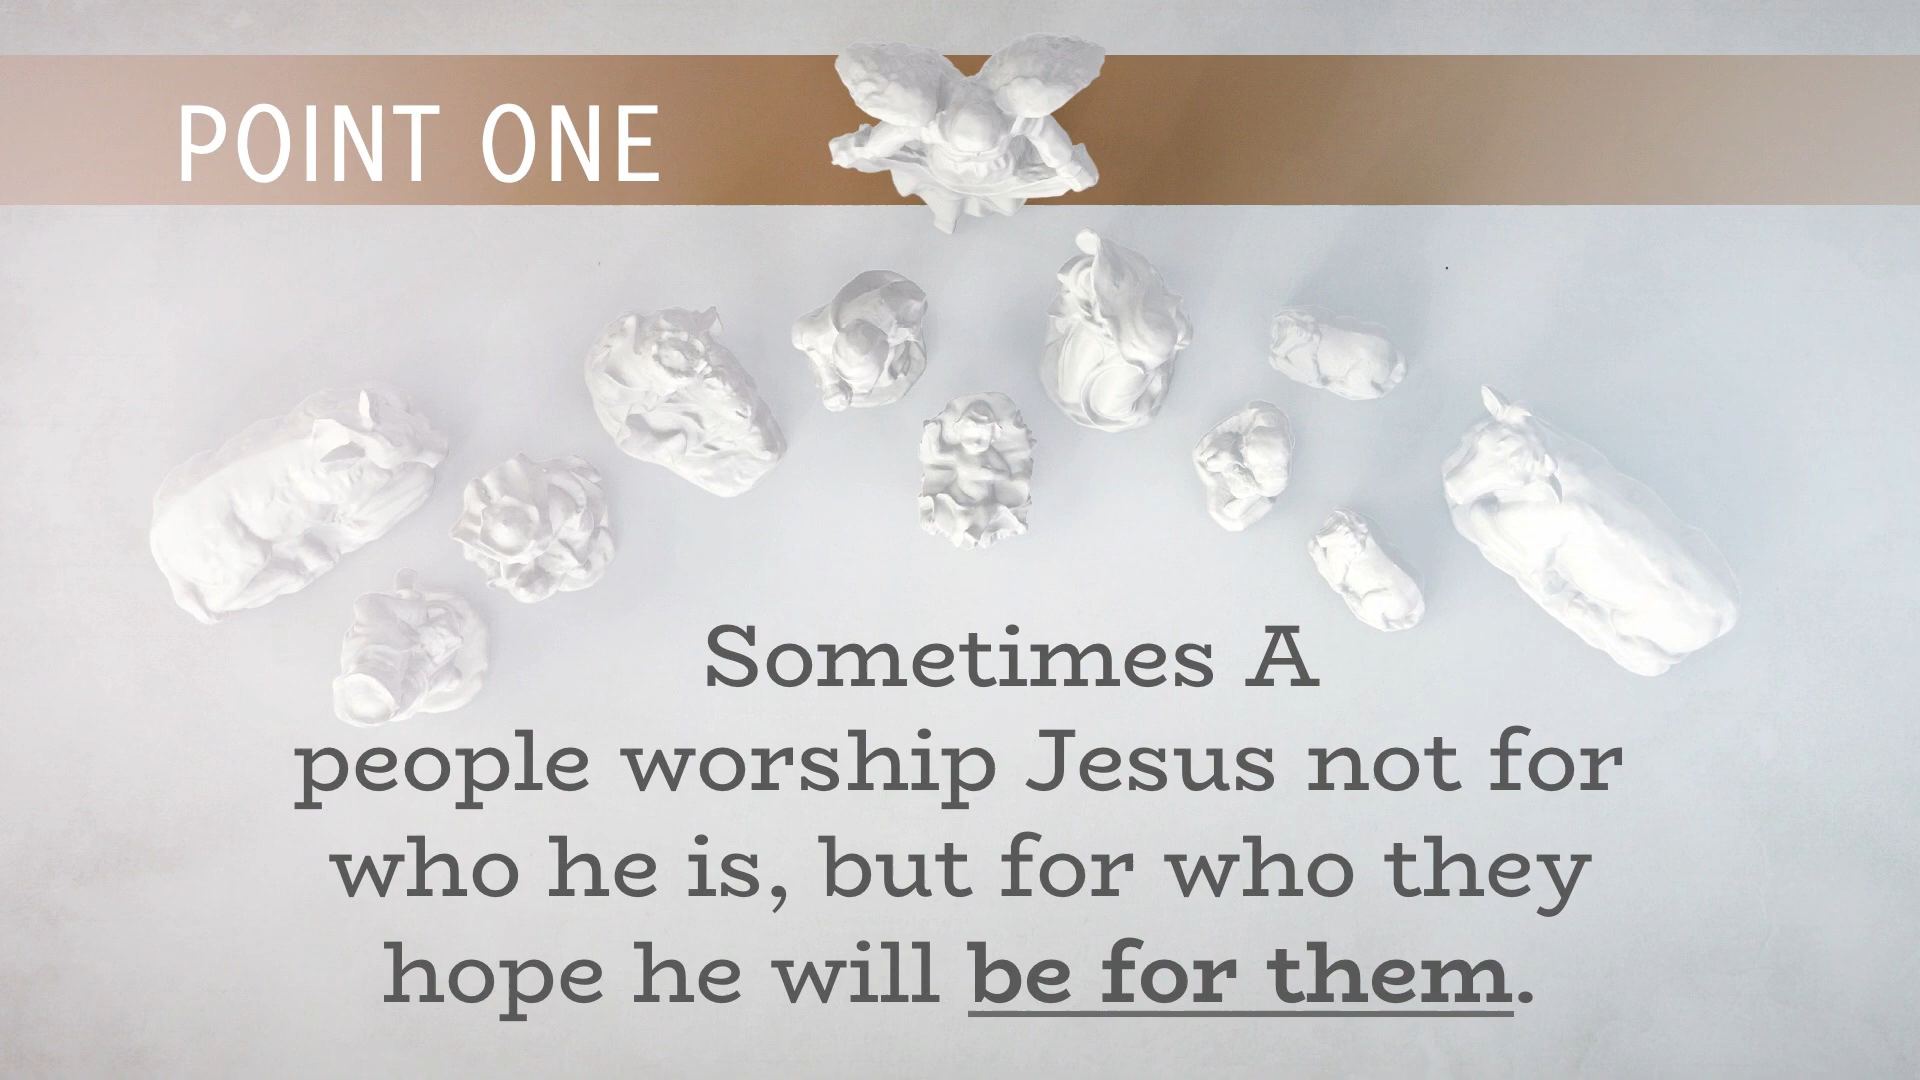 POINT ONE
Sometimes A
people worship Jesus not for
who he is, but for who they
hope he will be for them.